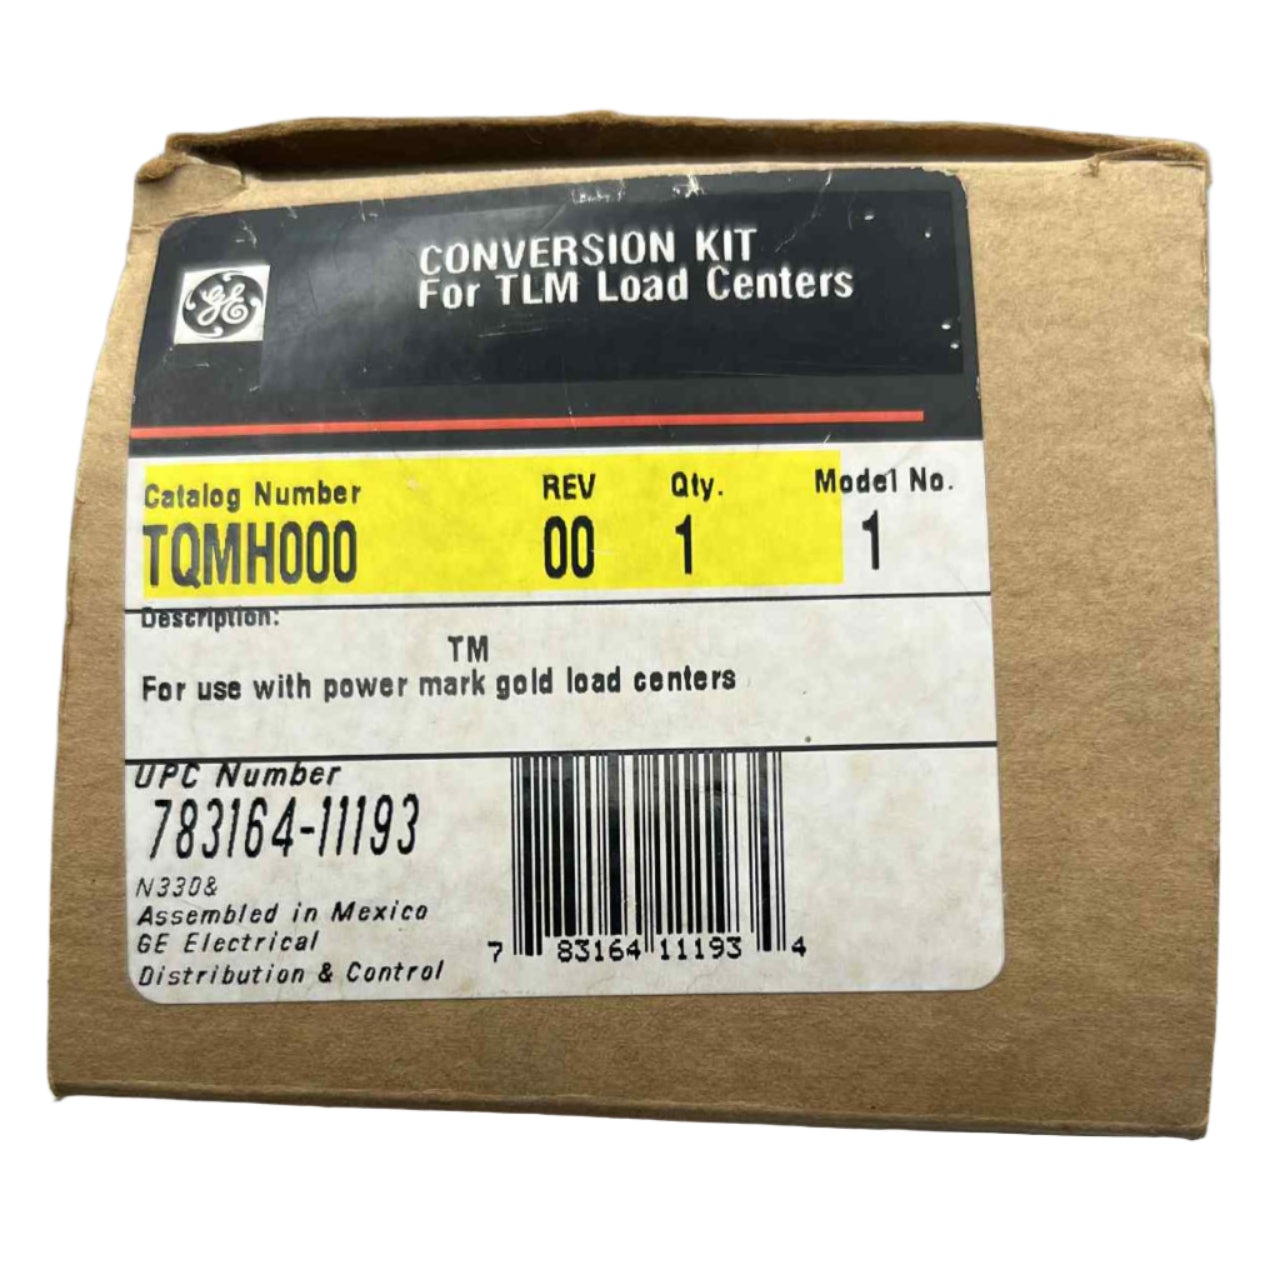 GE
CONVERSION KIT
For TLM Load Centers
Catalog Number REV Qty. Model No.
TQMH000 00 1 1
Description:
TM
For use with power mark gold load centers
UPC Number
783164-11193
N330&
Assembled in Mexico
GE Electrical
Distribution & Control
7 83164 11193 4